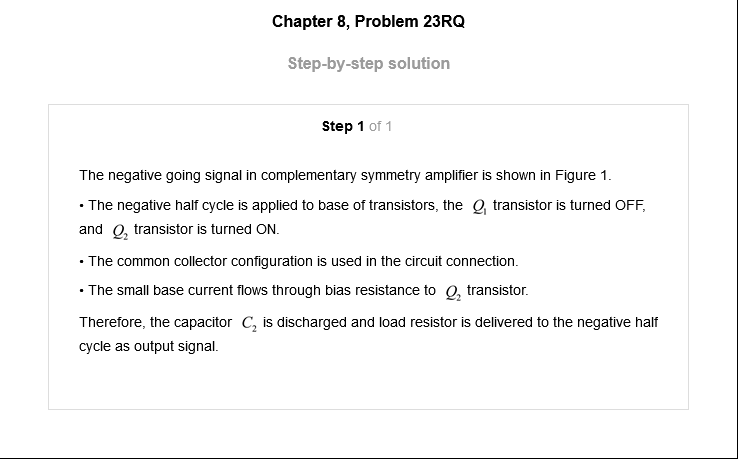 Chapter 8, Problem 23RQ
Step-by-step solution
Step 1 of 1
The negative going signal in complementary symmetry amplifier is shown in Figure 1.
• The negative half cycle is applied to base of transistors, the Q₁ transistor is turned OFF,
and Q₂ transistor is turned ON.
• The common collector configuration is used in the circuit connection.
• The small base current flows through bias resistance to Q₂ transistor.
Therefore, the capacitor C₂ is discharged and load resistor is delivered to the negative half
cycle as output signal.